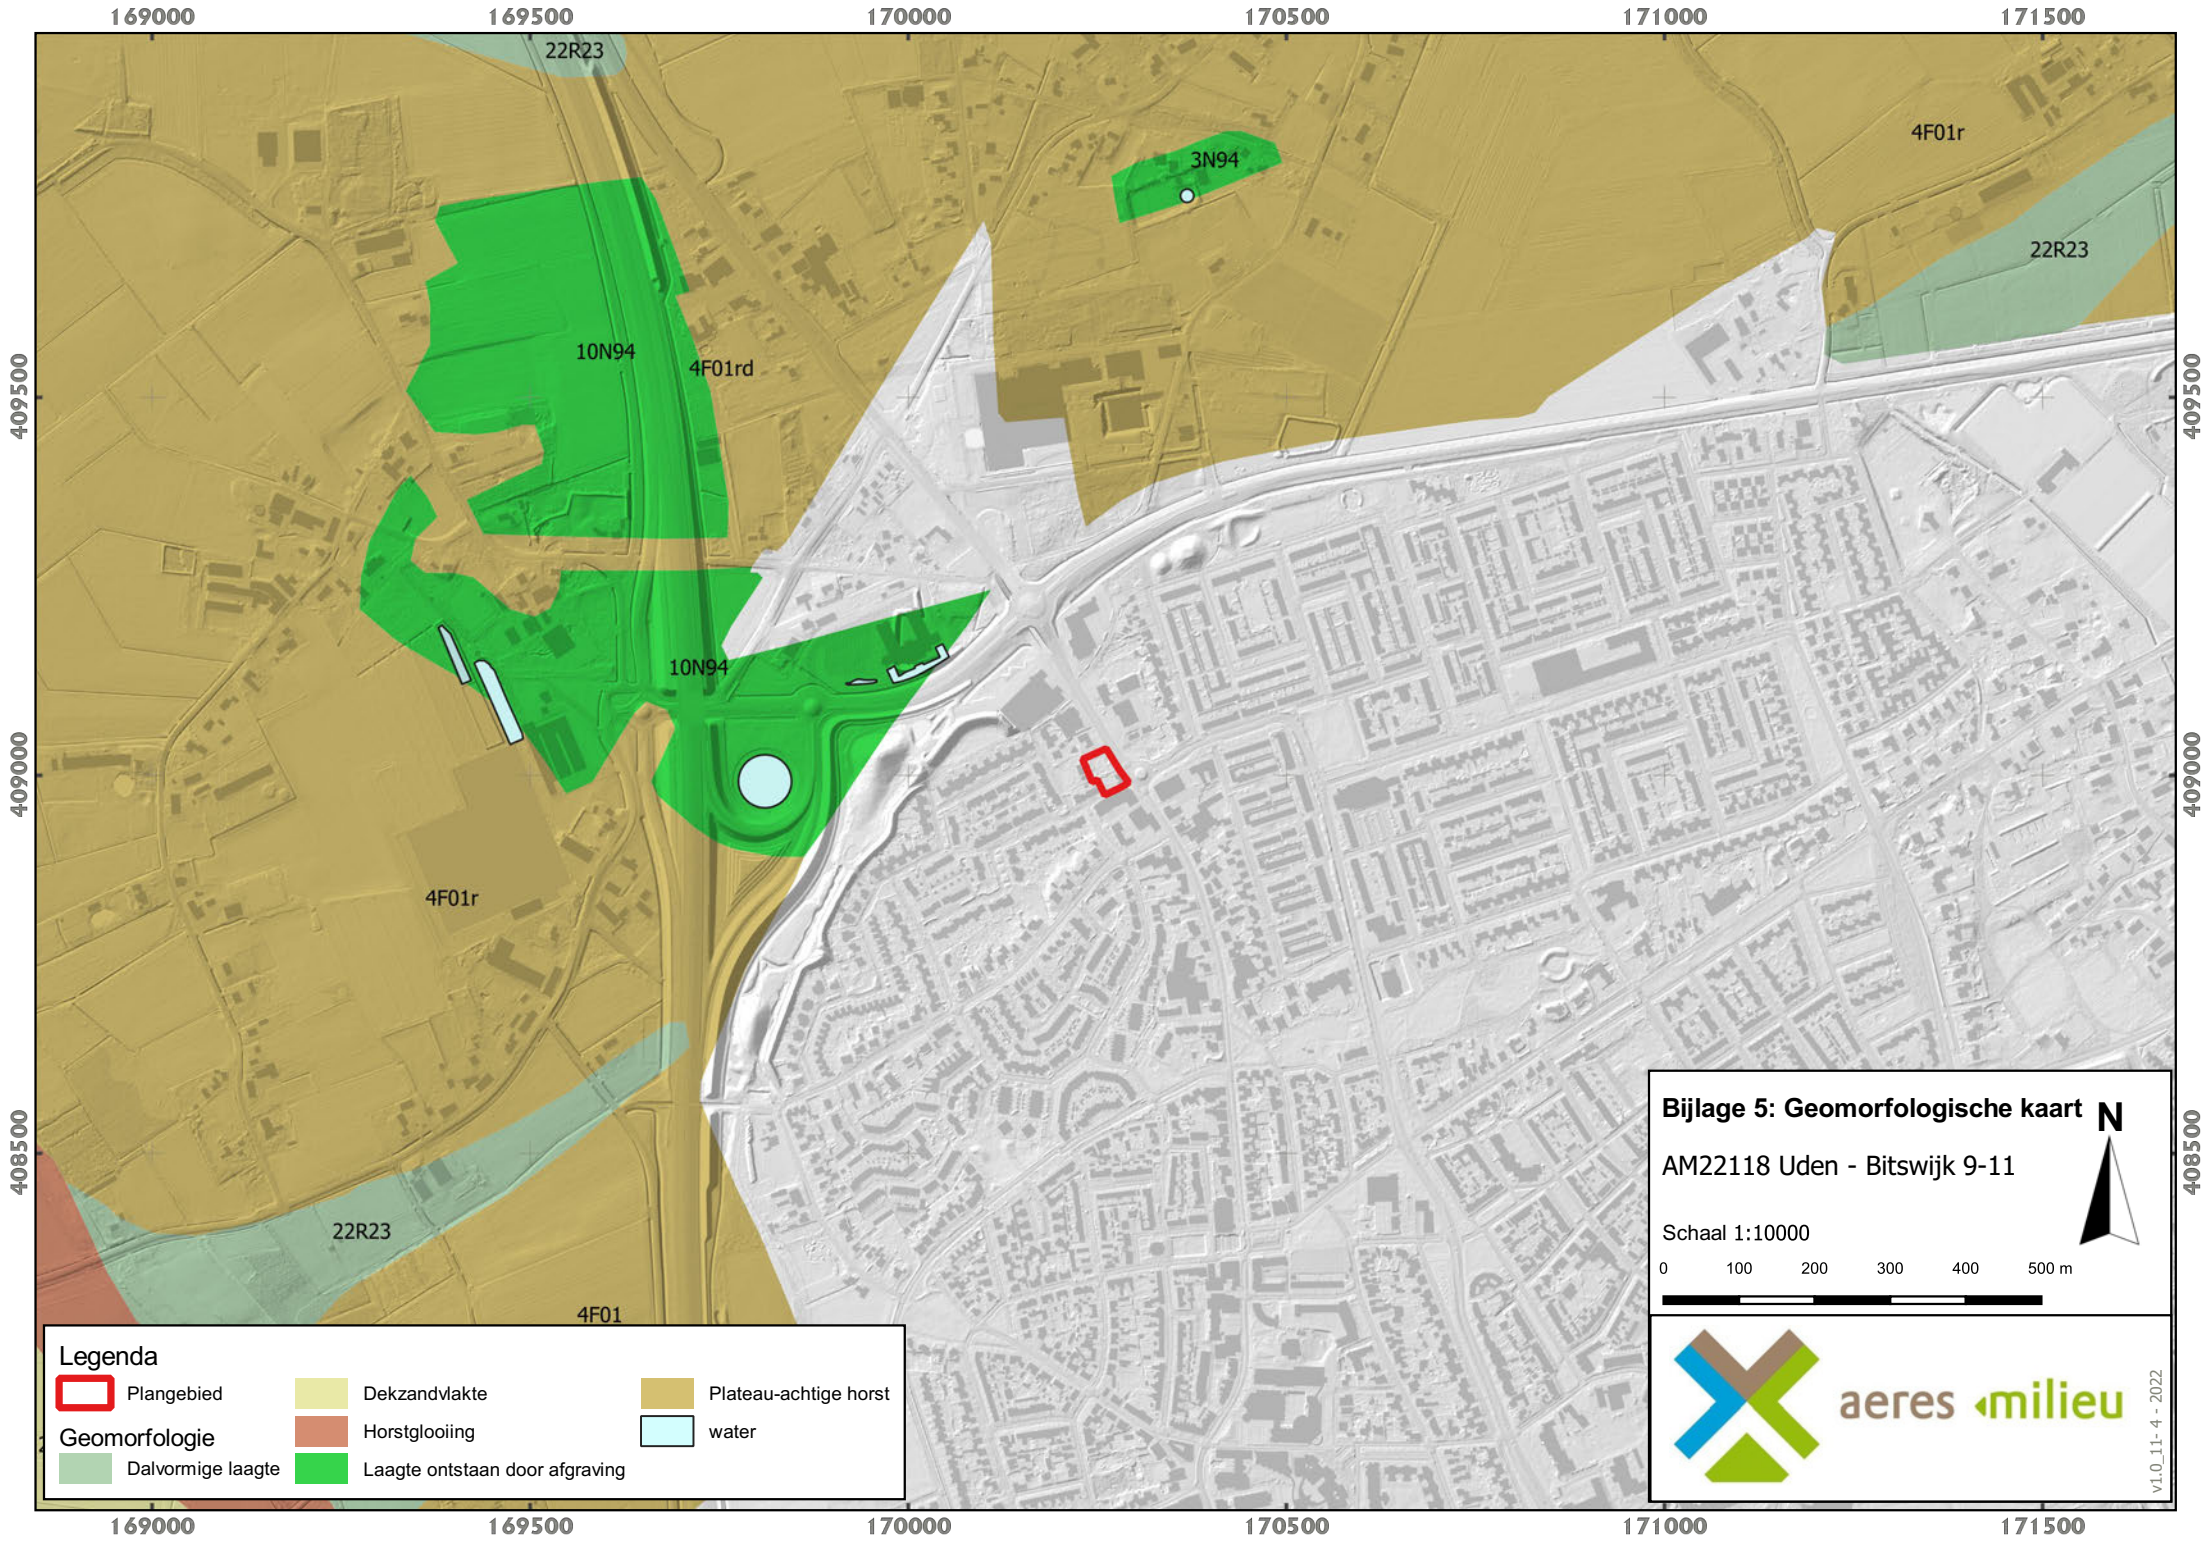 169000 169500 170000 170500 171000 171500
22R23
4F01r
3N94
22R23
10N94
4F01rd
409500 409500
10N94
409000 409000
4F01r
408500 408500
22R23
4F01
Bijlage 5: Geomorfologische kaart
N
AM22118 Uden - Bitswijk 9-11
Schaal 1:10000
0 100 200 300 400 500 m
Legenda
Plangebied
Geomorfologie
Dalvormige laagte
Dekzandvlakte
Horstglooiing
Laagte ontstaan door afgraving
Plateau-achtige horst
water
aeres milieu
v1.0_11- 4 - 2022
169000 169500 170000 170500 171000 171500